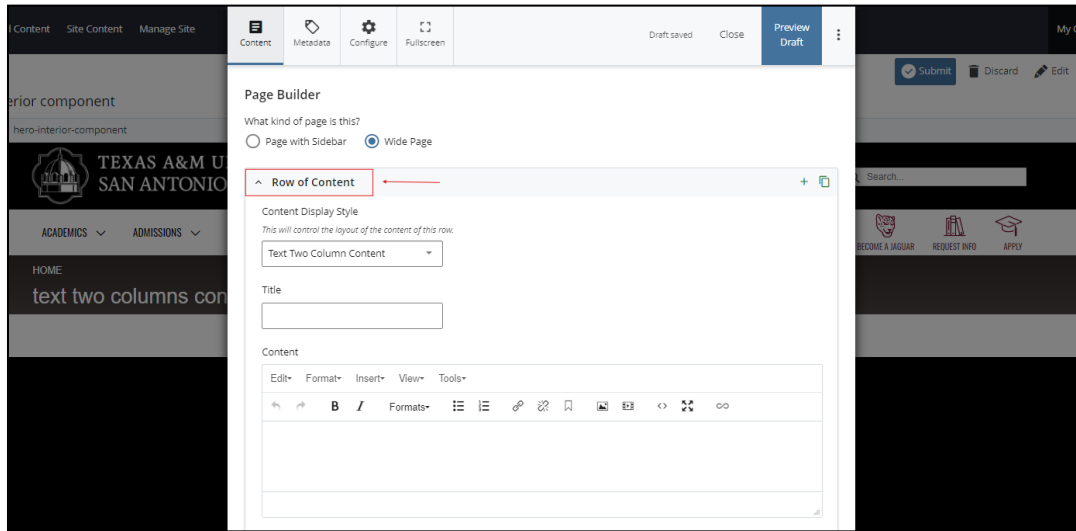 Content Site Content Manage Site
Content Metadata Configure Fullscreen
Draft saved Close Preview Draft
My
Submit Discard Edit
erior component
hero-interior-component
Page Builder
What kind of page is this?
Page with Sidebar Wide Page
TEXAS A&M U
SAN ANTONIO
Row of Content
Search...
Content Display Style
This will control the layout of the content of this row.
Text Two Column Content
ACADEMICS ADMISSIONS
BECOME A JAGUAR REQUEST INFO APPLY
HOME
text two columns con
Title
Content
Edit Format Insert View Tools
B I Formats